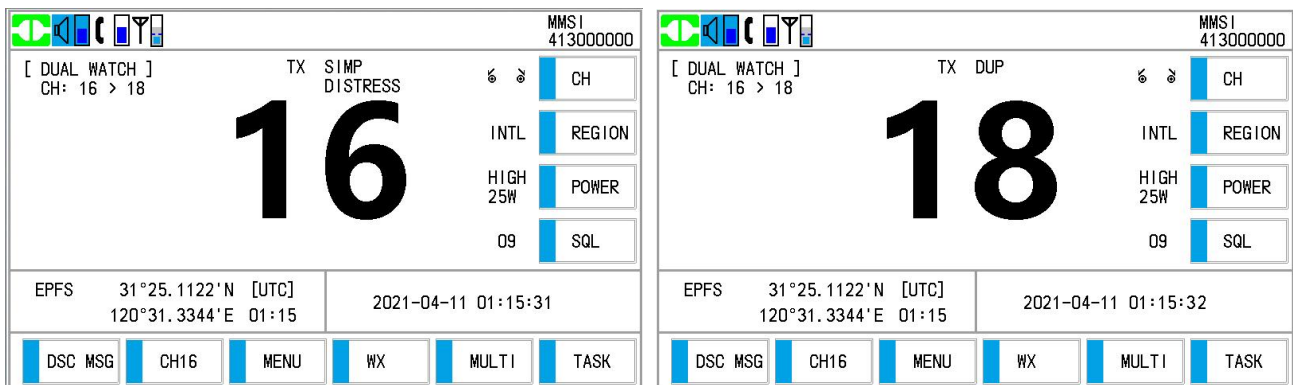 MMSI
413000000
[ DUAL WATCH ]
CH: 16 > 18
TX SIMP
DISTRESS
16
CH
INTL
REGION
HIGH
25W
POWER
09
SQL
EPFS 31°25.1122'N [UTC]
120°31.3344'E 01:15
2021-04-11 01:15:31
DSC MSG
CH16
MENU
WX
MULTI
TASK
MMSI
413000000
[ DUAL WATCH ]
CH: 16 > 18
TX DUP
18
CH
INTL
REGION
HIGH
25W
POWER
09
SQL
EPFS 31°25.1122'N [UTC]
120°31.3344'E 01:15
2021-04-11 01:15:32
DSC MSG
CH16
MENU
WX
MULTI
TASK